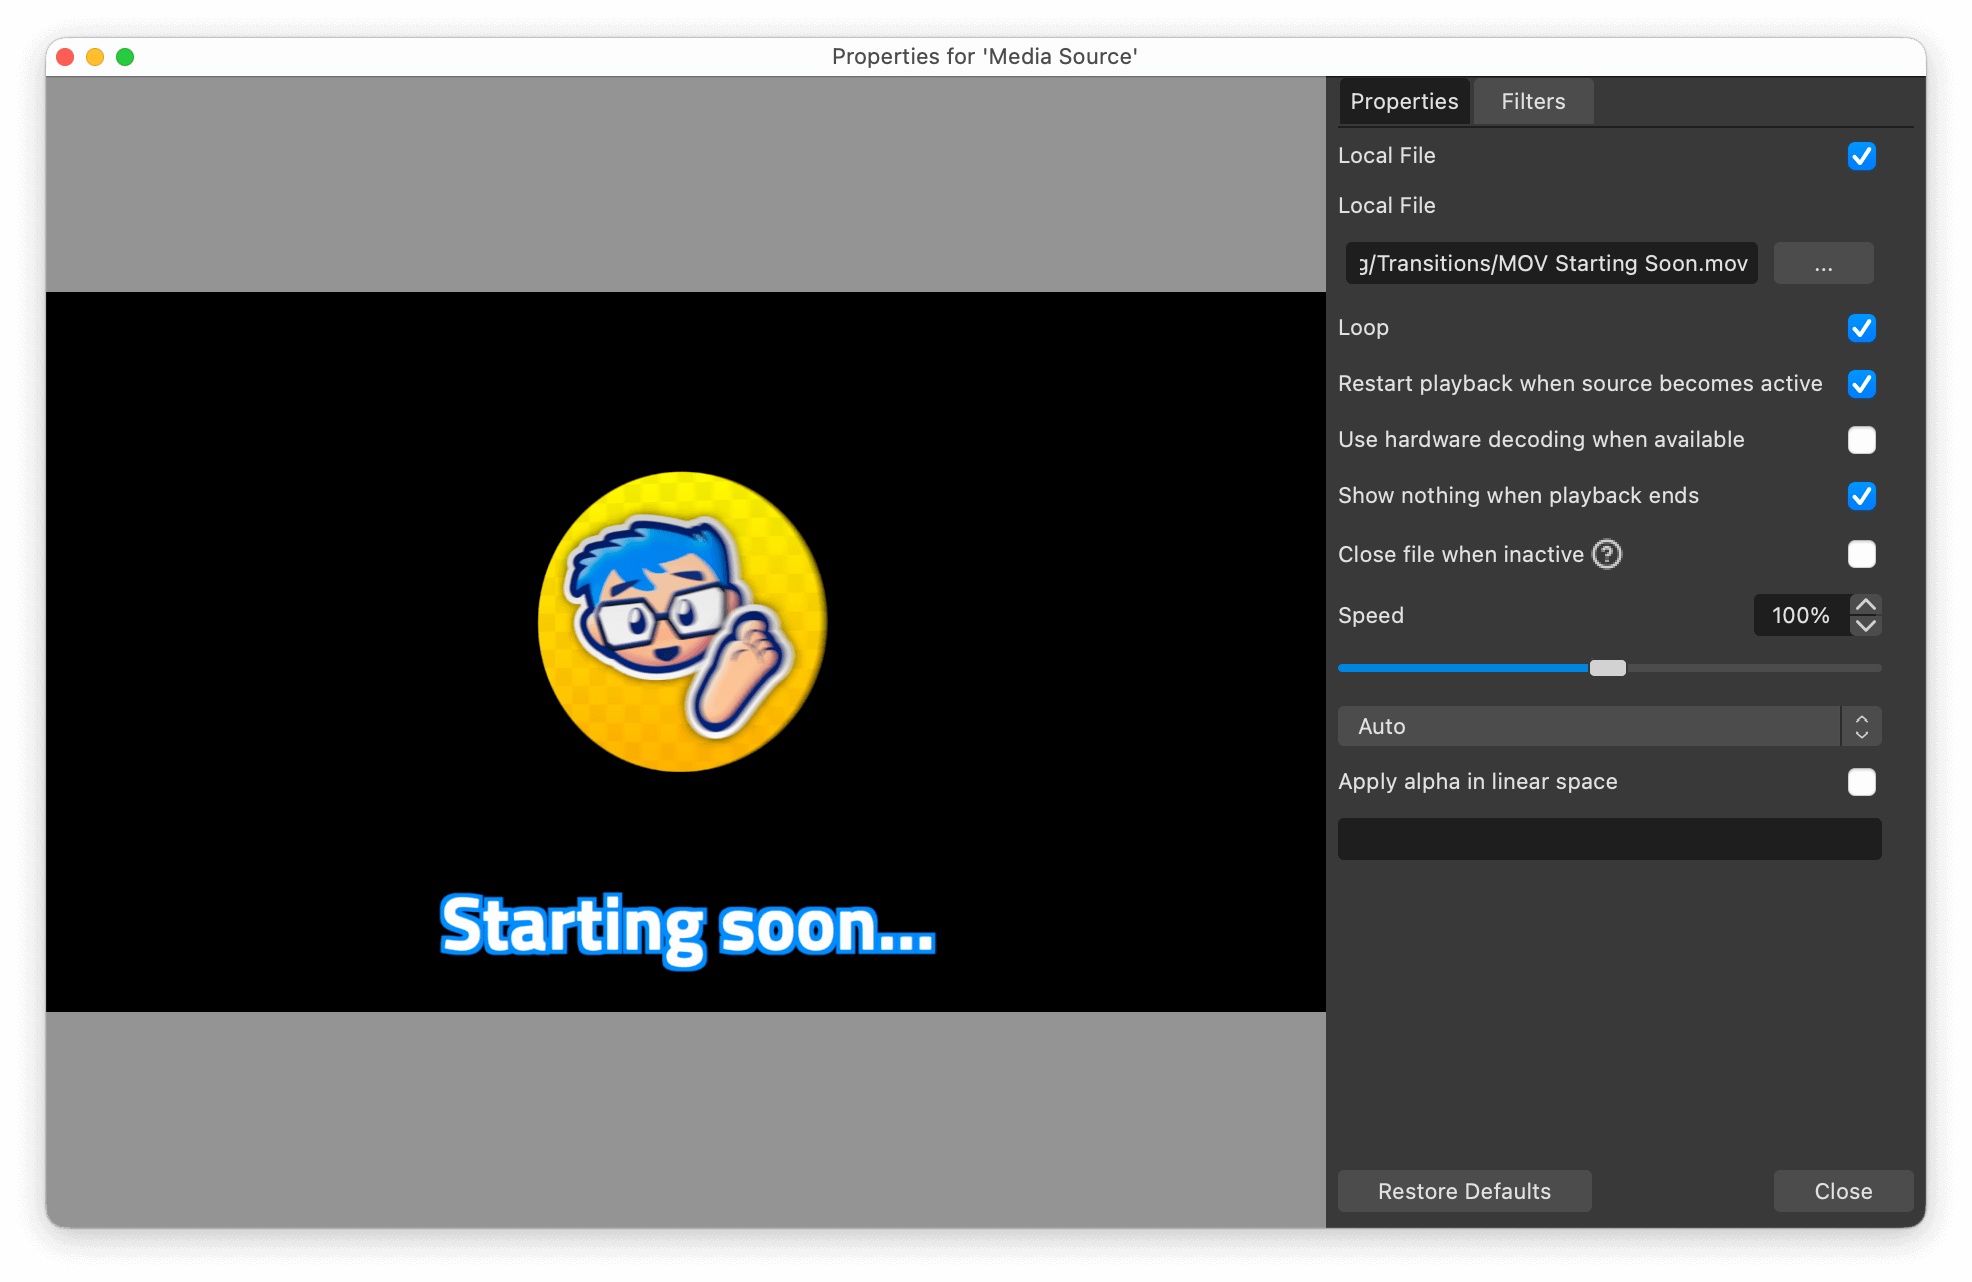 Properties for 'Media Source'
Properties Filters
Local File
Local File
g/Transitions/MOV Starting Soon.mov ...
Loop
Restart playback when source becomes active
Use hardware decoding when available
Show nothing when playback ends
Close file when inactive ?
Speed 100%
Auto
Apply alpha in linear space
Starting soon...
Restore Defaults Close